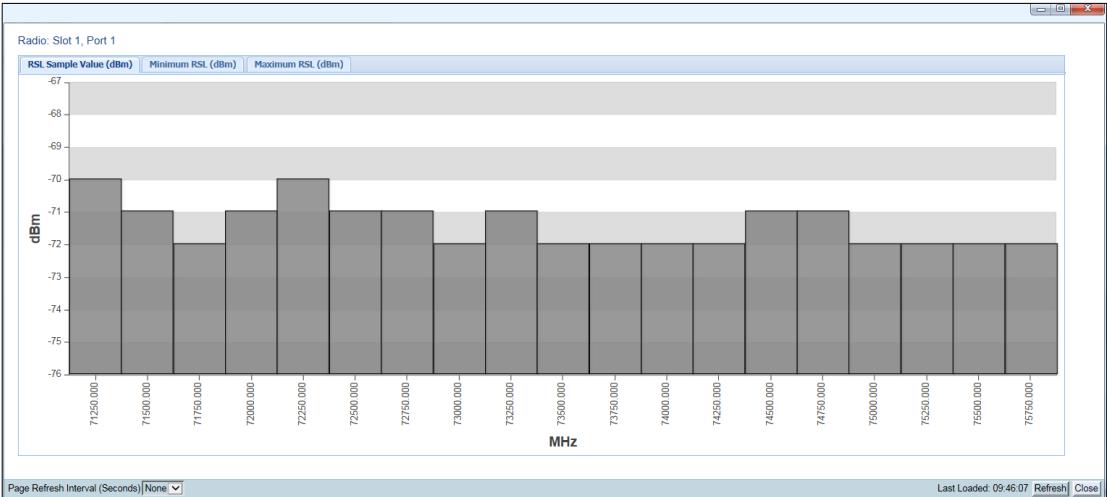 Radio: Slot 1, Port 1
RSL Sample Value (dBm) Minimum RSL (dBm) Maximum RSL (dBm)
-67
-68
-69
-70
-71
-72
-73
-74
-75
-76
dBm
71250.000 71500.000 71750.000 72000.000 72250.000 72500.000 72750.000 73000.000 73250.000 73500.000 73750.000 74000.000 74250.000 74500.000 74750.000 75000.000 75250.000 75500.000 75750.000
MHz
Page Refresh Interval (Seconds) None Last Loaded: 09:46:07 Refresh Close